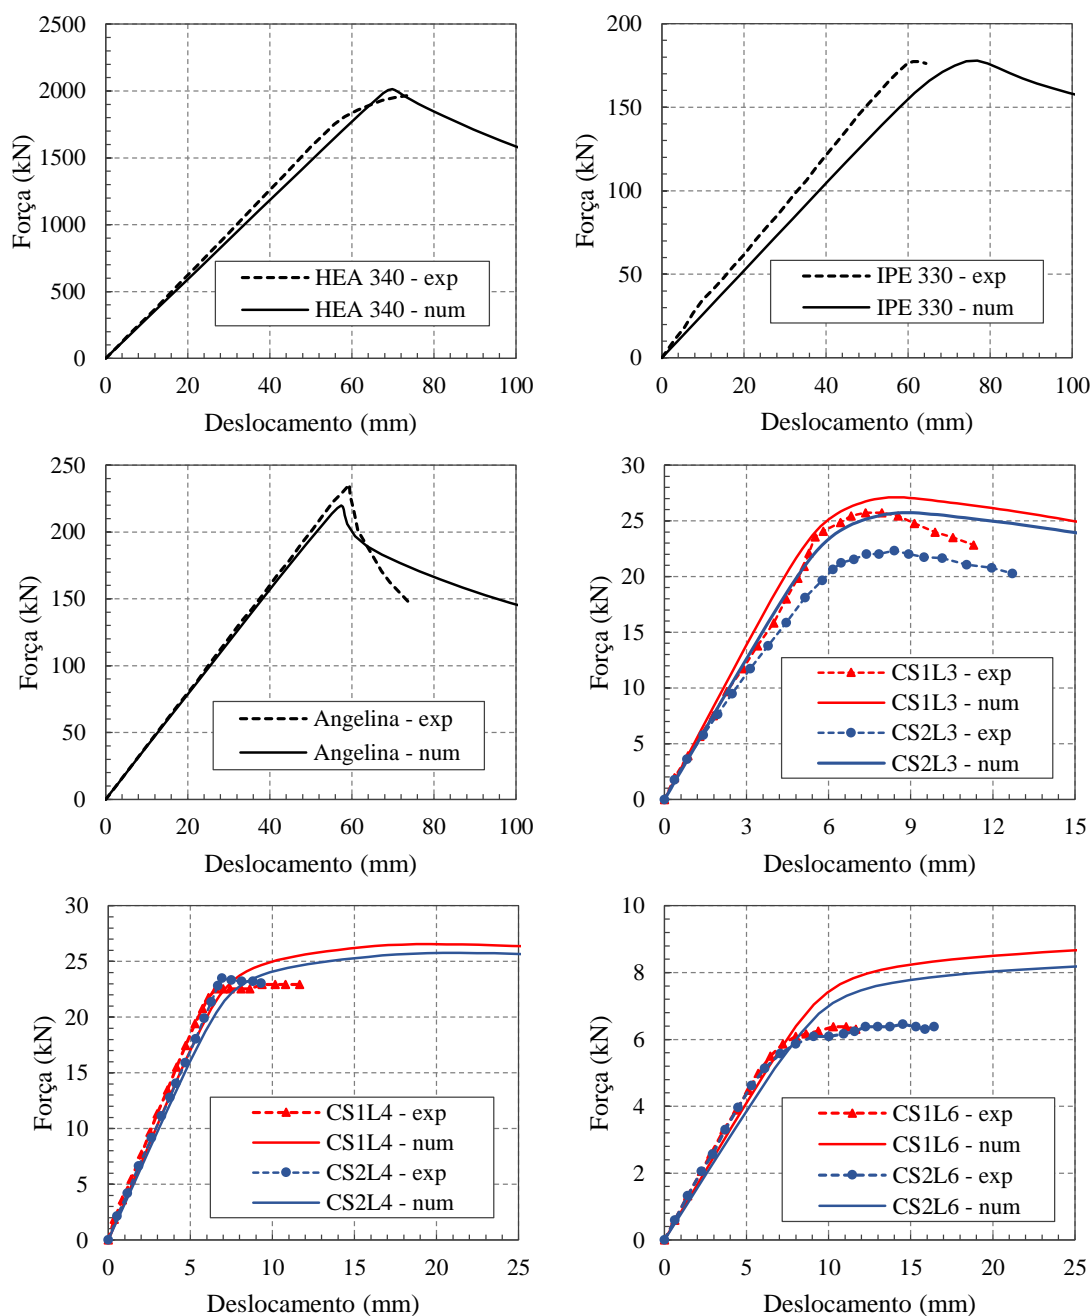 2500
2000
1500
1000
500
0
0 20 40 60 80 100
Força (kN)
Deslocamento (mm)
HEA 340 - exp
HEA 340 - num
200
150
100
50
0
0 20 40 60 80 100
Força (kN)
Deslocamento (mm)
IPE 330 - exp
IPE 330 - num
250
200
150
100
50
0
0 20 40 60 80 100
Força (kN)
Deslocamento (mm)
Angelina - exp
Angelina - num
30
25
20
15
10
5
0
0 3 6 9 12 15
Força (kN)
Deslocamento (mm)
CS1L3 - exp
CS1L3 - num
CS2L3 - exp
CS2L3 - num
30
25
20
15
10
5
0
0 5 10 15 20 25
Força (kN)
Deslocamento (mm)
CS1L4 - exp
CS1L4 - num
CS2L4 - exp
CS2L4 - num
10
8
6
4
2
0
0 5 10 15 20 25
Força (kN)
Deslocamento (mm)
CS1L6 - exp
CS1L6 - num
CS2L6 - exp
CS2L6 - num